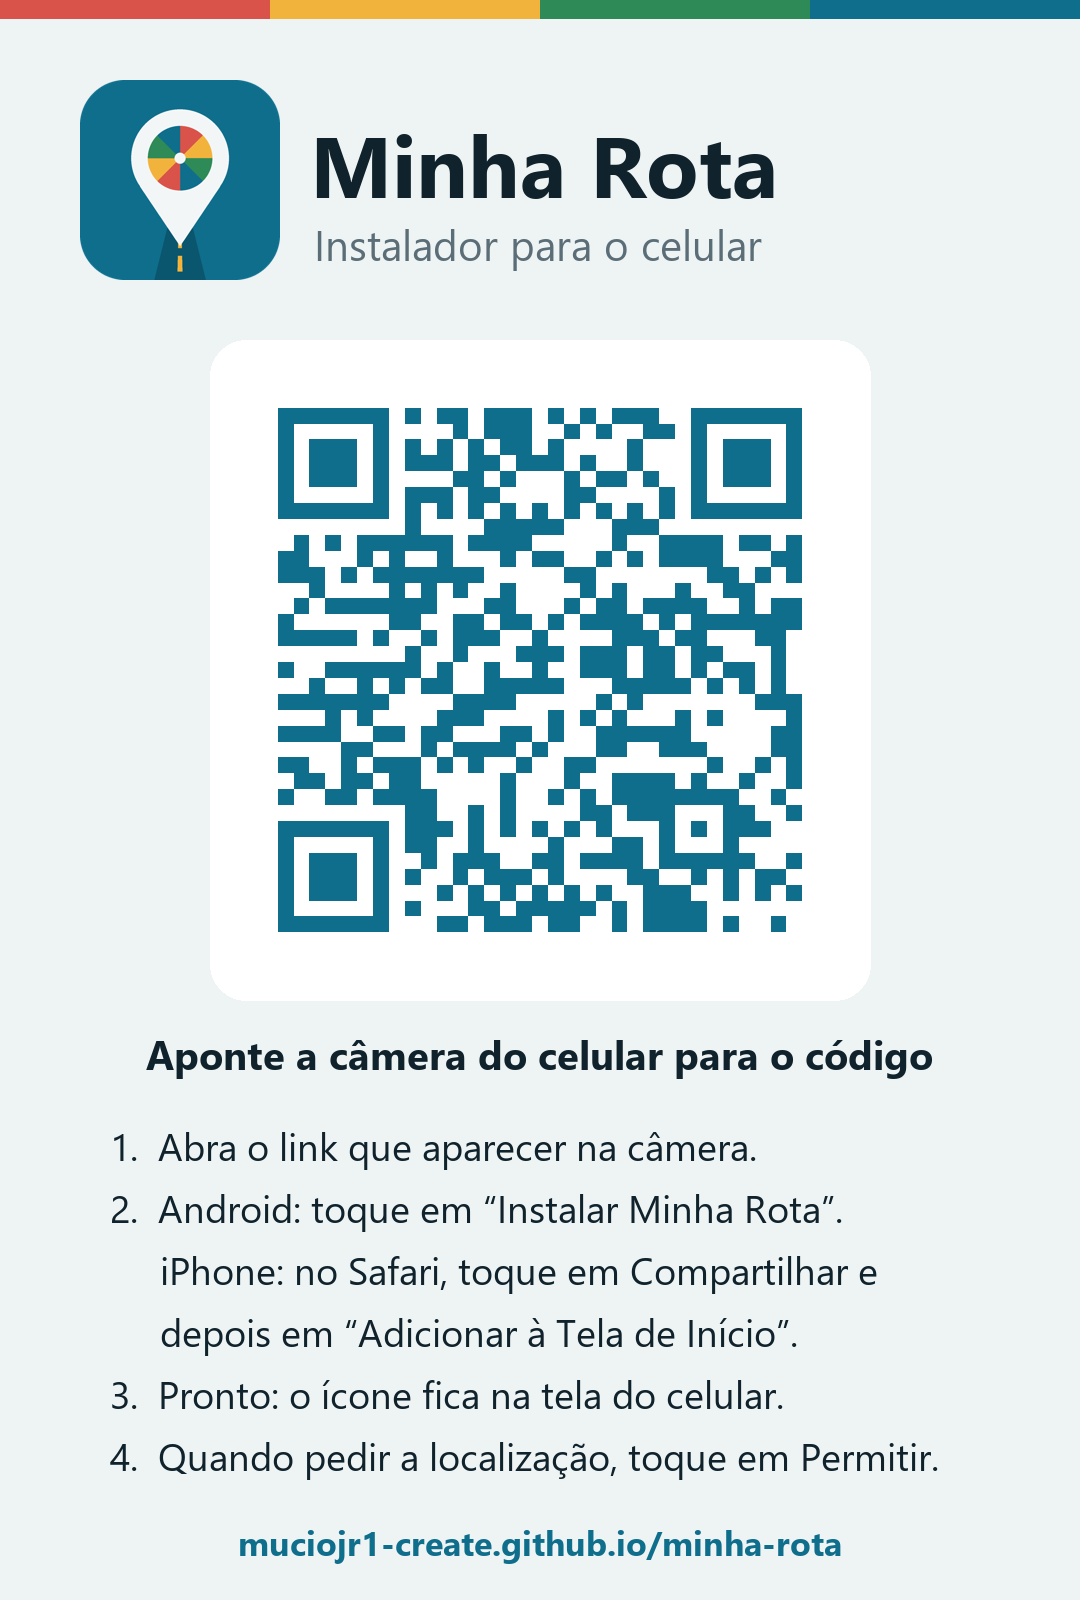 Minha Rota
Instalador para o celular
Aponte a câmera do celular para o código
1. Abra o link que aparecer na câmera.
2. Android: toque em “Instalar Minha Rota”.
iPhone: no Safari, toque em Compartilhar e
depois em “Adicionar à Tela de Início”.
3. Pronto: o ícone fica na tela do celular.
4. Quando pedir a localização, toque em Permitir.
muciojr1-create.github.io/minha-rota